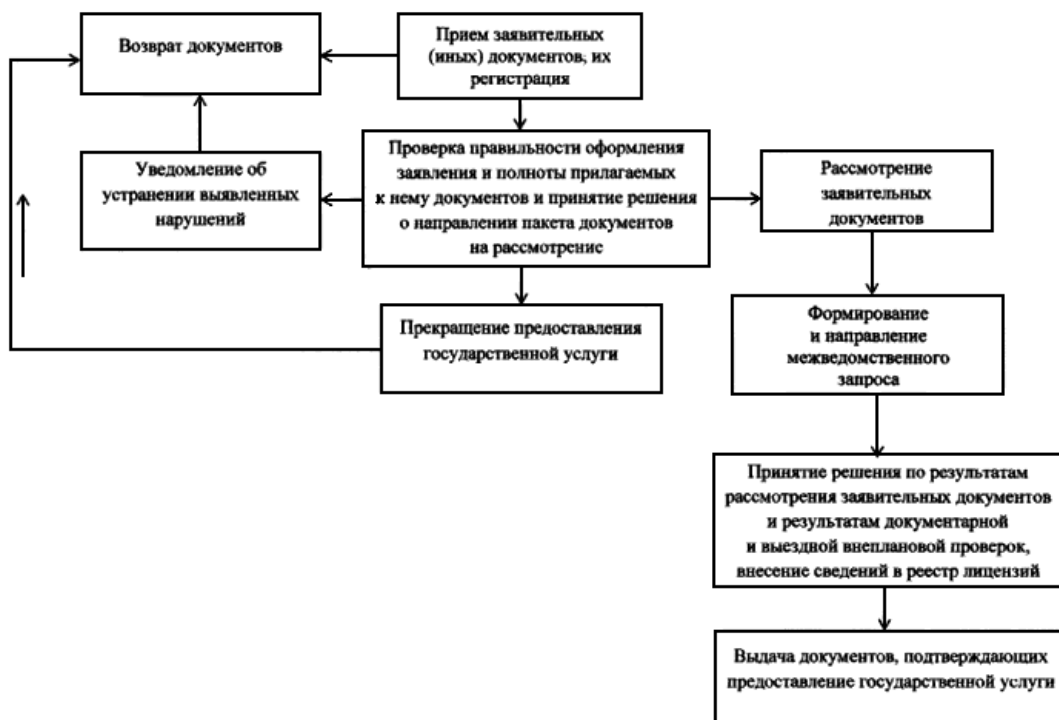 Возврат документов
Прием заявительных
(иных) документов, их
регистрация
Уведомление об
устранении выявленных
нарушений
Проверка правильности оформления
заявления и полноты прилагаемых
к нему документов и принятие решения
о направлении пакета документов
на рассмотрение
Рассмотрение
заявительных
документов
Прекращение предоставления
государственной услуги
Формирование
и направление
межведомственного
запроса
Принятие решения по результатам
рассмотрения заявительных документов
и результатам документарной
и выездной внеплановой проверок,
внесение сведений в реестр лицензий
Выдача документов, подтверждающих
предоставление государственной услуги